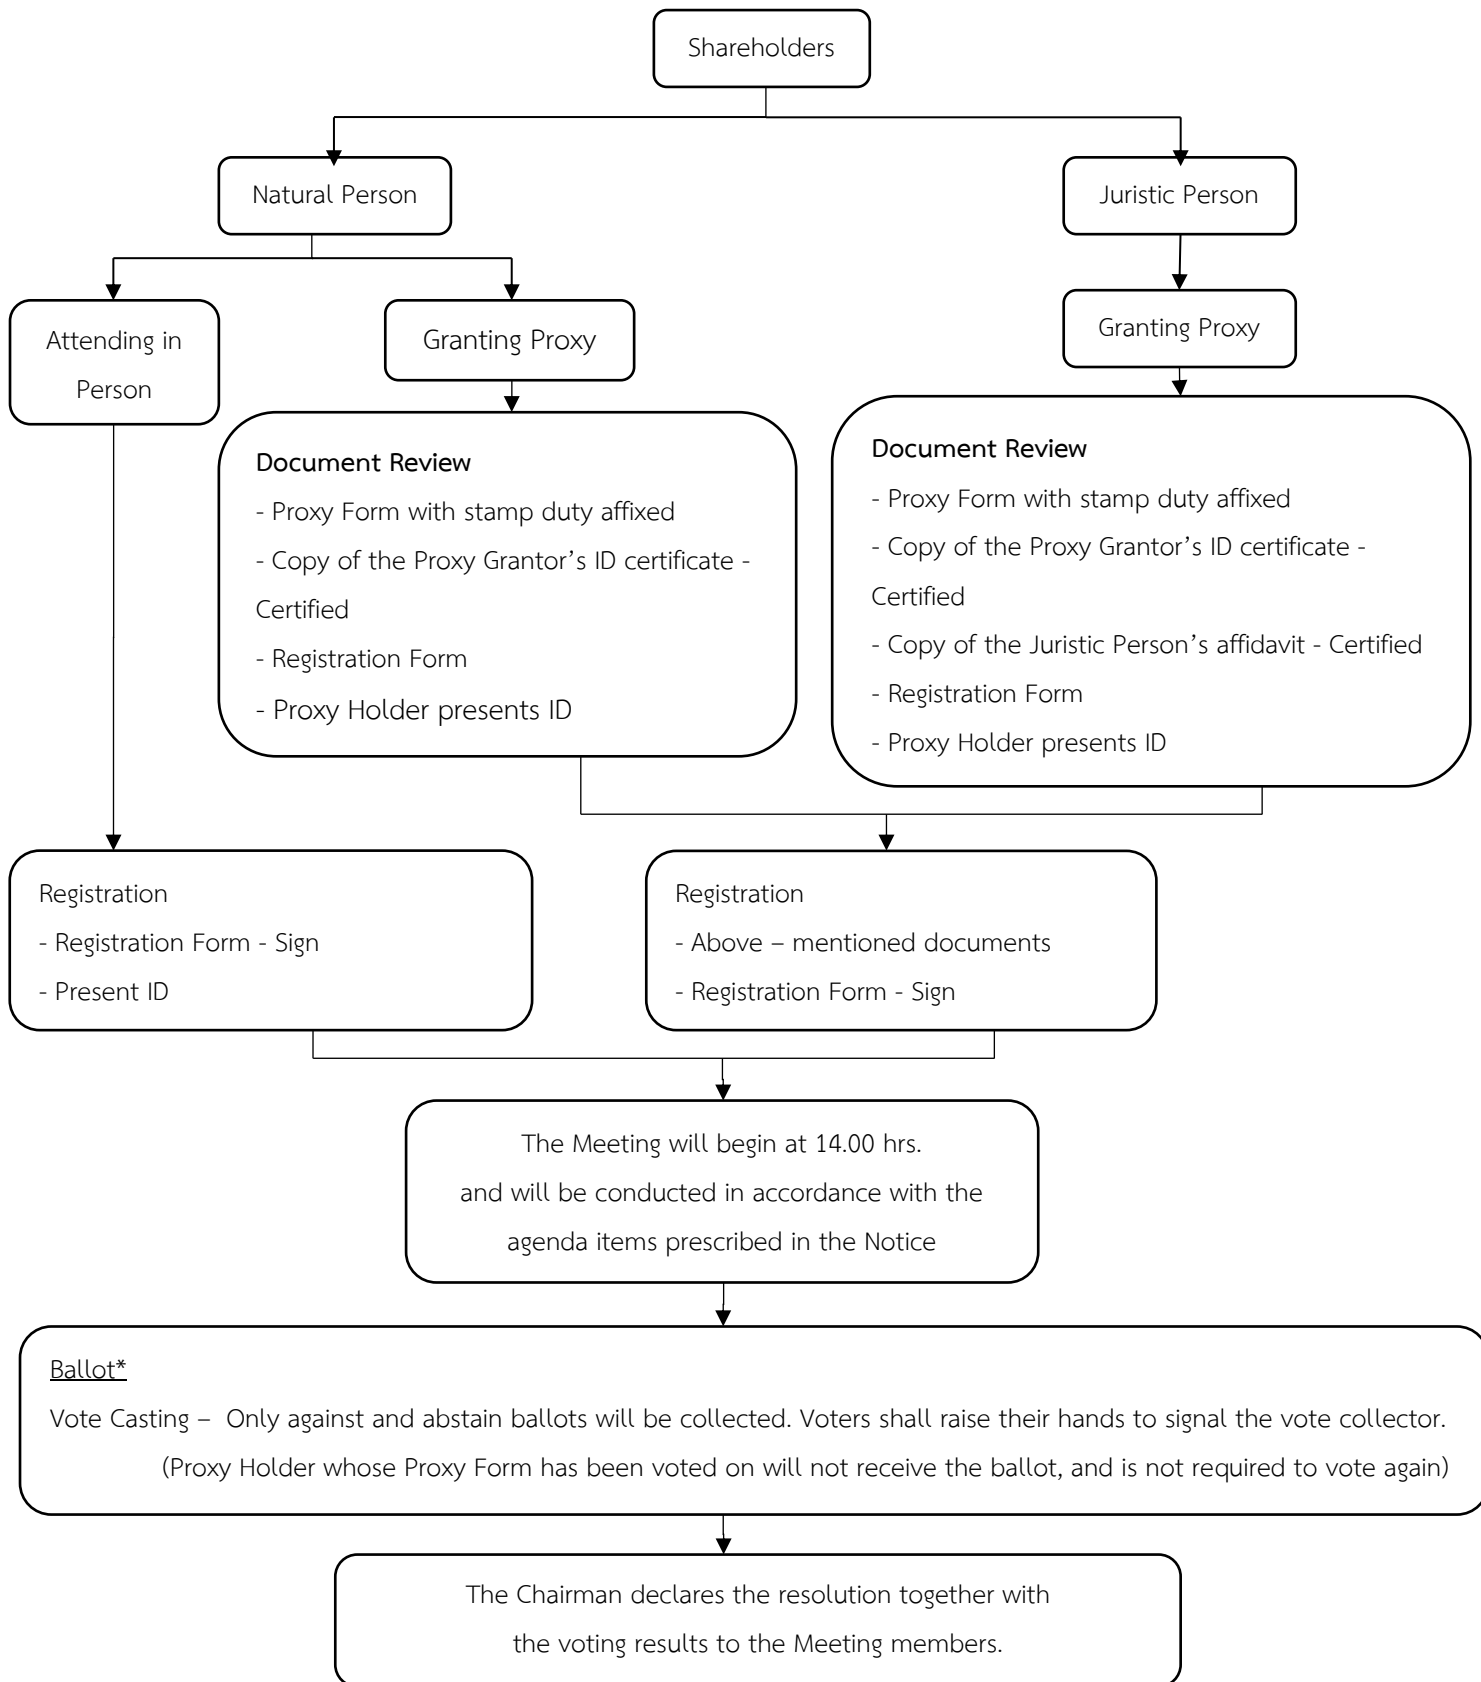 Shareholders
Natural Person
Juristic Person
Attending in
Person
Granting Proxy
Granting Proxy
Document Review
- Proxy Form with stamp duty affixed
- Copy of the Proxy Grantor’s ID certificate -
Certified
- Registration Form
- Proxy Holder presents ID
Document Review
- Proxy Form with stamp duty affixed
- Copy of the Proxy Grantor’s ID certificate -
Certified
- Copy of the Juristic Person’s affidavit - Certified
- Registration Form
- Proxy Holder presents ID
Registration
- Registration Form - Sign
- Present ID
Registration
- Above – mentioned documents
- Registration Form - Sign
The Meeting will begin at 14.00 hrs.
and will be conducted in accordance with the
agenda items prescribed in the Notice
Ballot*
Vote Casting – Only against and abstain ballots will be collected. Voters shall raise their hands to signal the vote collector.
(Proxy Holder whose Proxy Form has been voted on will not receive the ballot, and is not required to vote again)
The Chairman declares the resolution together with
the voting results to the Meeting members.